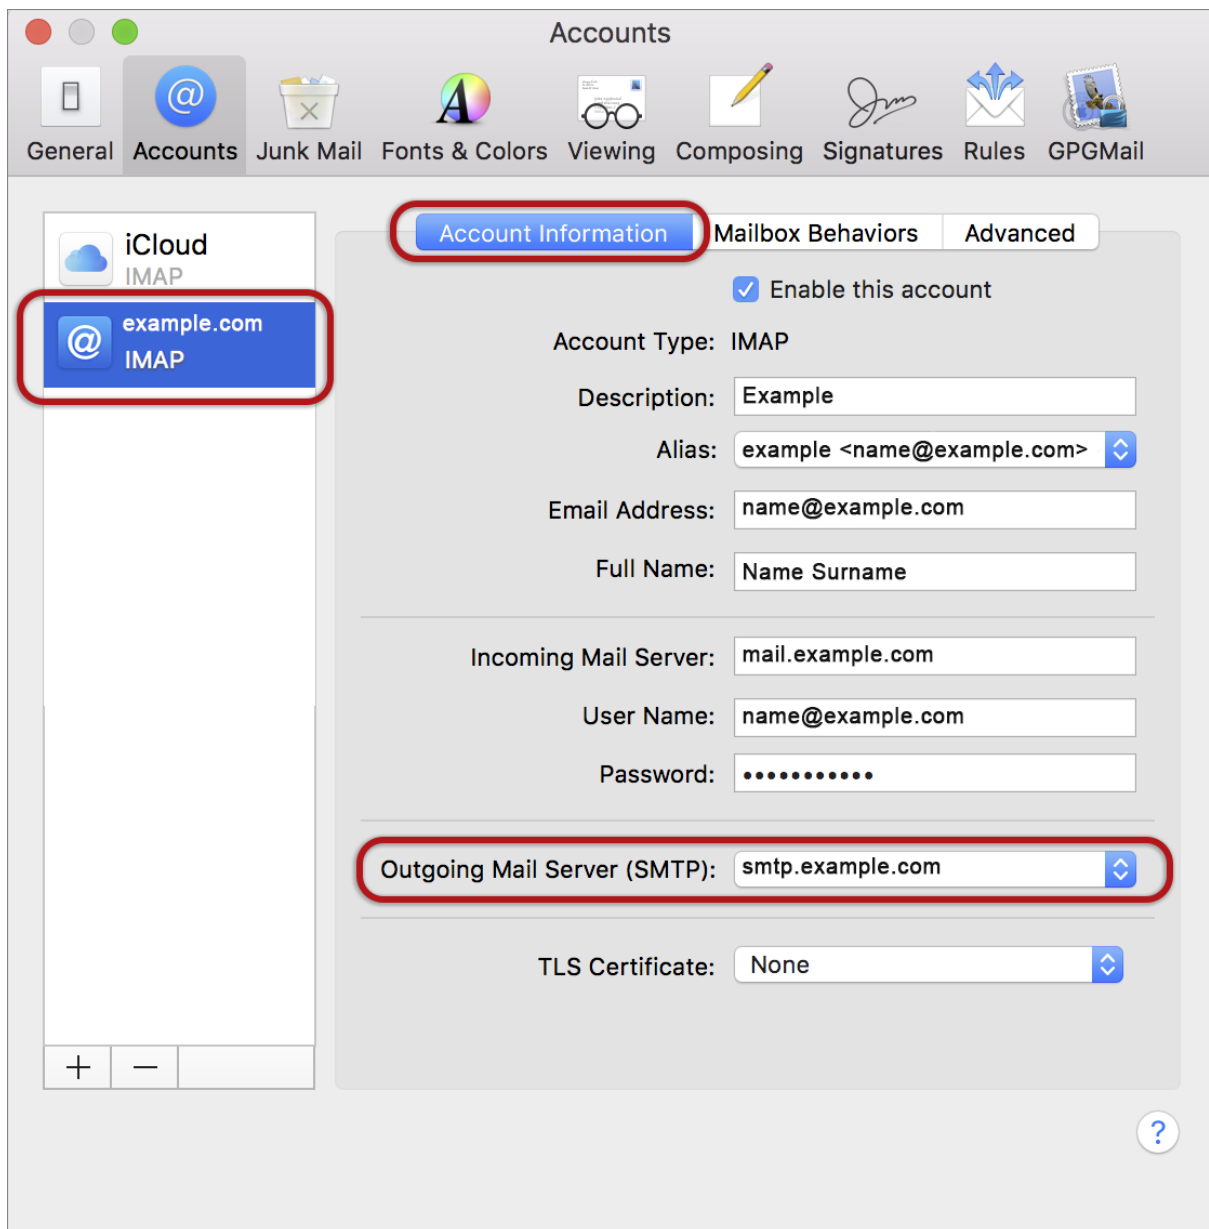 Accounts
General Accounts Junk Mail Fonts & Colors Viewing Composing Signatures Rules GPGMail
iCloud
IMAP
example.com
IMAP
Account Information Mailbox Behaviors Advanced
Enable this account
Account Type: IMAP
Description: Example
Alias: example <name@example.com>
Email Address: name@example.com
Full Name: Name Surname
Incoming Mail Server: mail.example.com
User Name: name@example.com
Password: •••••••••••
Outgoing Mail Server (SMTP): smtp.example.com
TLS Certificate: None
+ −
?